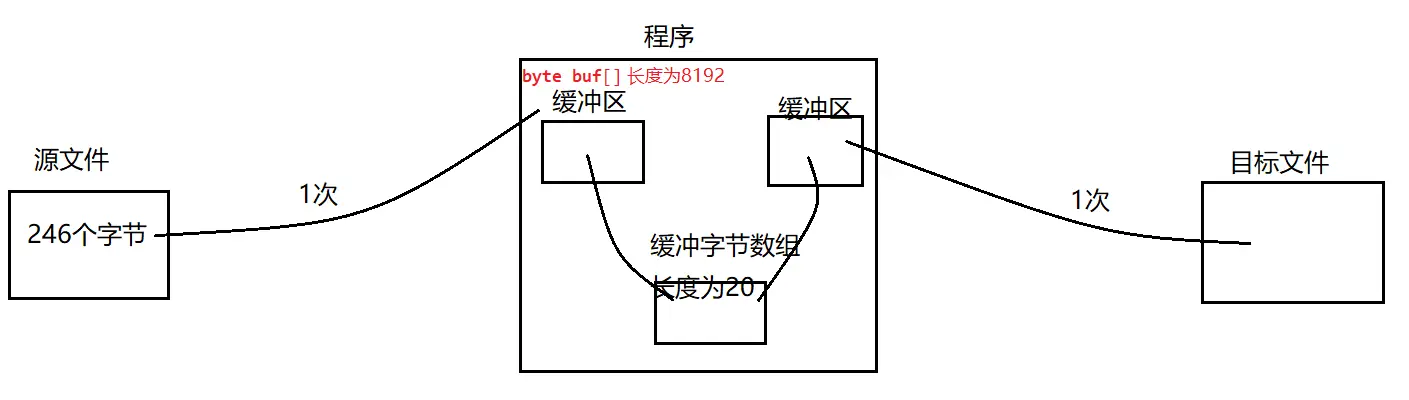 程序
byte buf[] 长度为8192
缓冲区
缓冲区
源文件
246个字节
1次
缓冲字节数组
长度为20
1次
目标文件